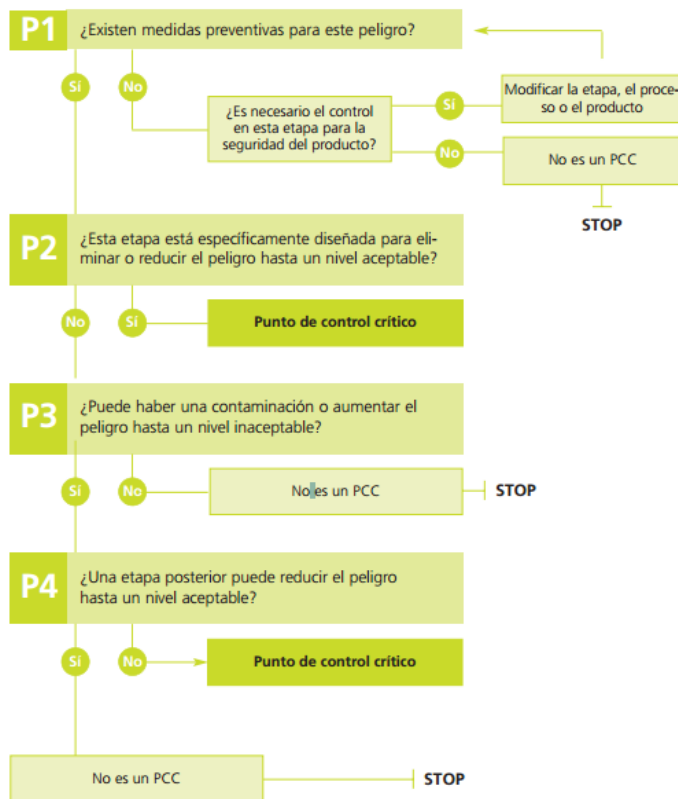 P1
¿Existen medidas preventivas para este peligro?
Sí
No
¿Es necesario el control
en esta etapa para la
seguridad del producto?
Sí
Modificar la etapa, el proce-
so o el producto
No
No es un PCC
STOP
P2
¿Esta etapa está específicamente diseñada para eli-
minar o reducir el peligro hasta un nivel aceptable?
No
Sí
Punto de control crítico
P3
¿Puede haber una contaminación o aumentar el
peligro hasta un nivel inaceptable?
Sí
No
No es un PCC
STOP
P4
¿Una etapa posterior puede reducir el peligro
hasta un nivel aceptable?
Sí
No
Punto de control crítico
No es un PCC
STOP